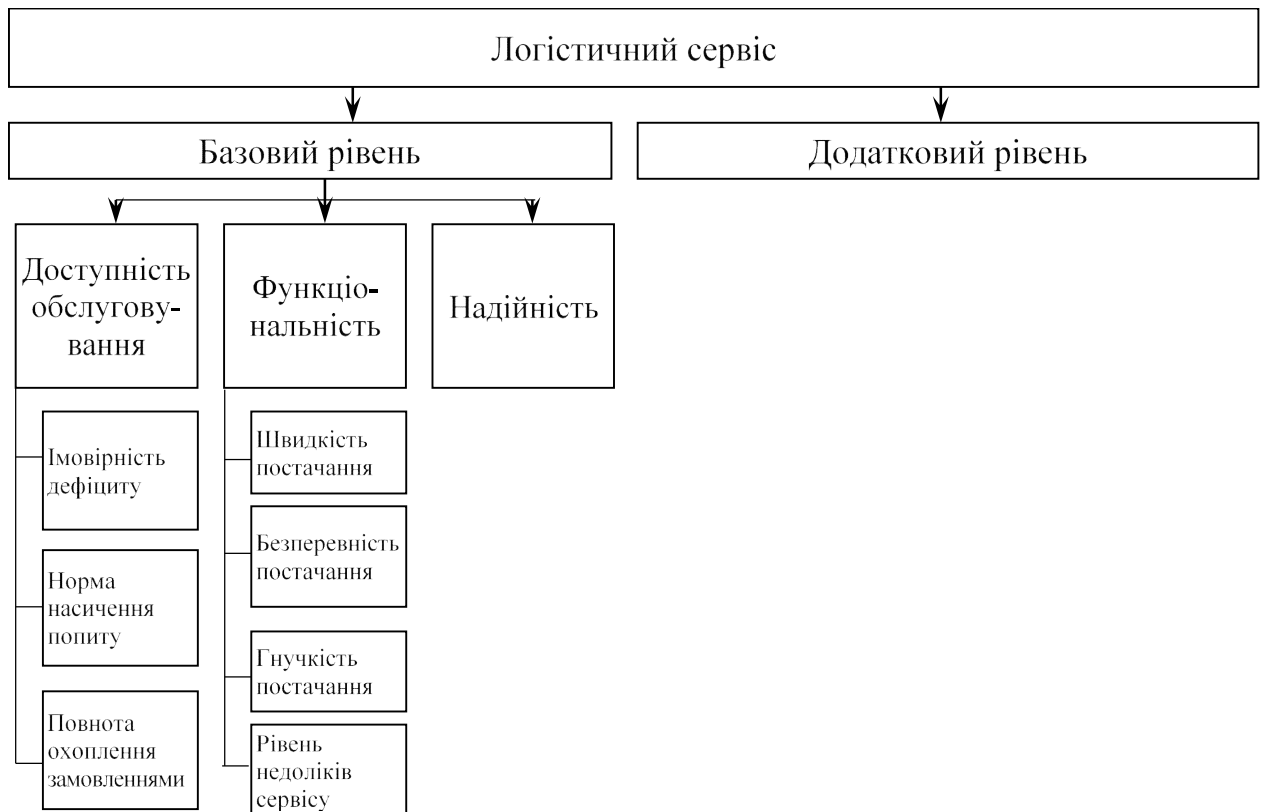 Логістичний сервіс
Базовий рівень
Додатковий рівень
Доступність
обслугову-
вання
Функціо-
нальність
Надійність
Імовірність
дефіциту
Норма
насичення
попиту
Повнота
охоплення
замовленнями
Швидкість
постачання
Безперевність
постачання
Гнучкість
постачання
Рівень
недоліків
сервісу